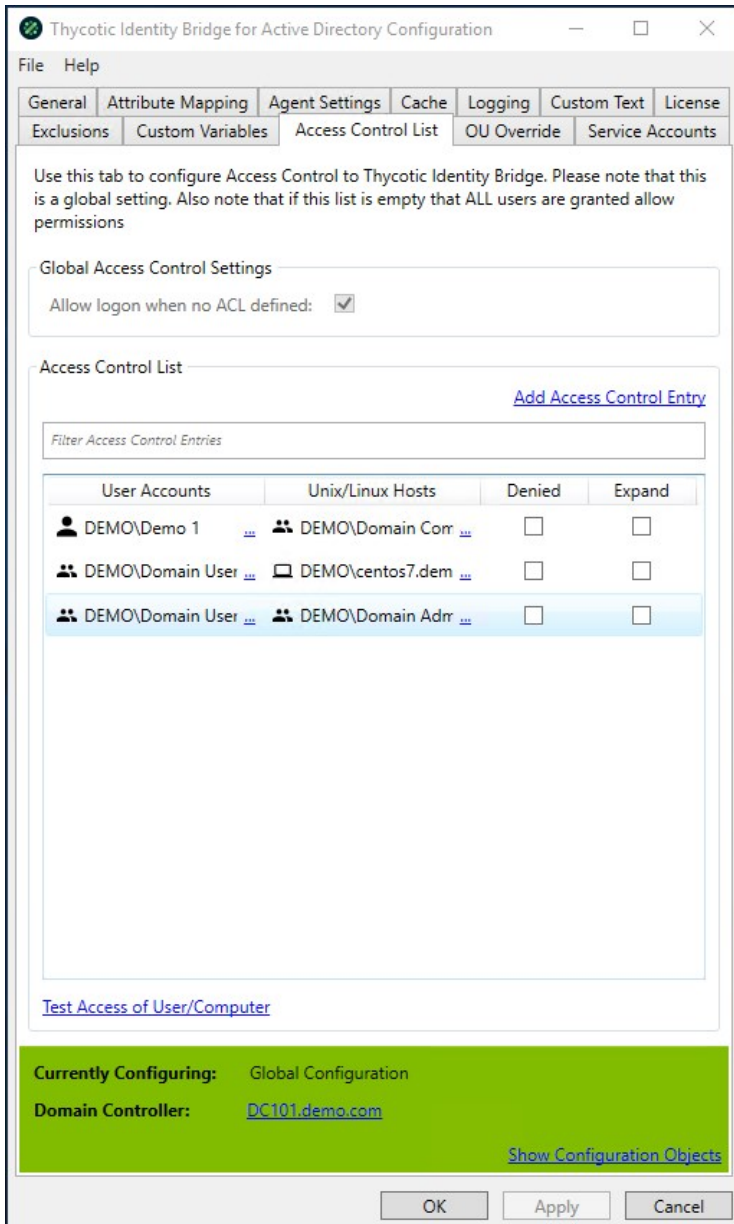 Thycotic Identity Bridge for Active Directory Configuration
File Help
General Attribute Mapping Agent Settings Cache Logging Custom Text License
Exclusions Custom Variables Access Control List OU Override Service Accounts
Use this tab to configure Access Control to Thycotic Identity Bridge. Please note that this
is a global setting. Also note that if this list is empty that ALL users are granted allow
permissions
Global Access Control Settings
Allow logon when no ACL defined:
Access Control List
Add Access Control Entry
Filter Access Control Entries
User Accounts Unix/Linux Hosts Denied Expand
DEMO\Demo 1 ... DEMO\Domain Com ...
DEMO\Domain User ... DEMO\centos7.dem ...
DEMO\Domain User ... DEMO\Domain Adm ...
Test Access of User/Computer
Currently Configuring: Global Configuration
Domain Controller: DC101.demo.com
Show Configuration Objects
OK Apply Cancel